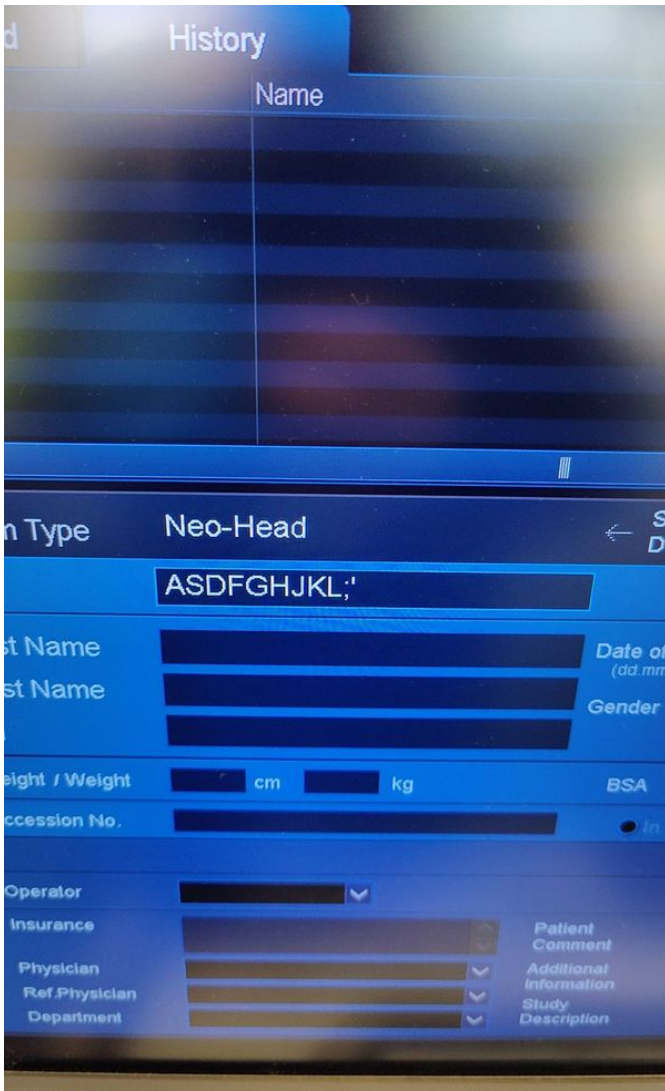 d History
Name
n Type Neo-Head
ASDFGHJKL;'
st Name Date of
st Name (dd.mm
Gender
eight / Weight cm kg BSA
ccession No. In
Operator
Insurance Patient
Comment
Physician Additional
Information
Ref.Physician
Study
Department Description